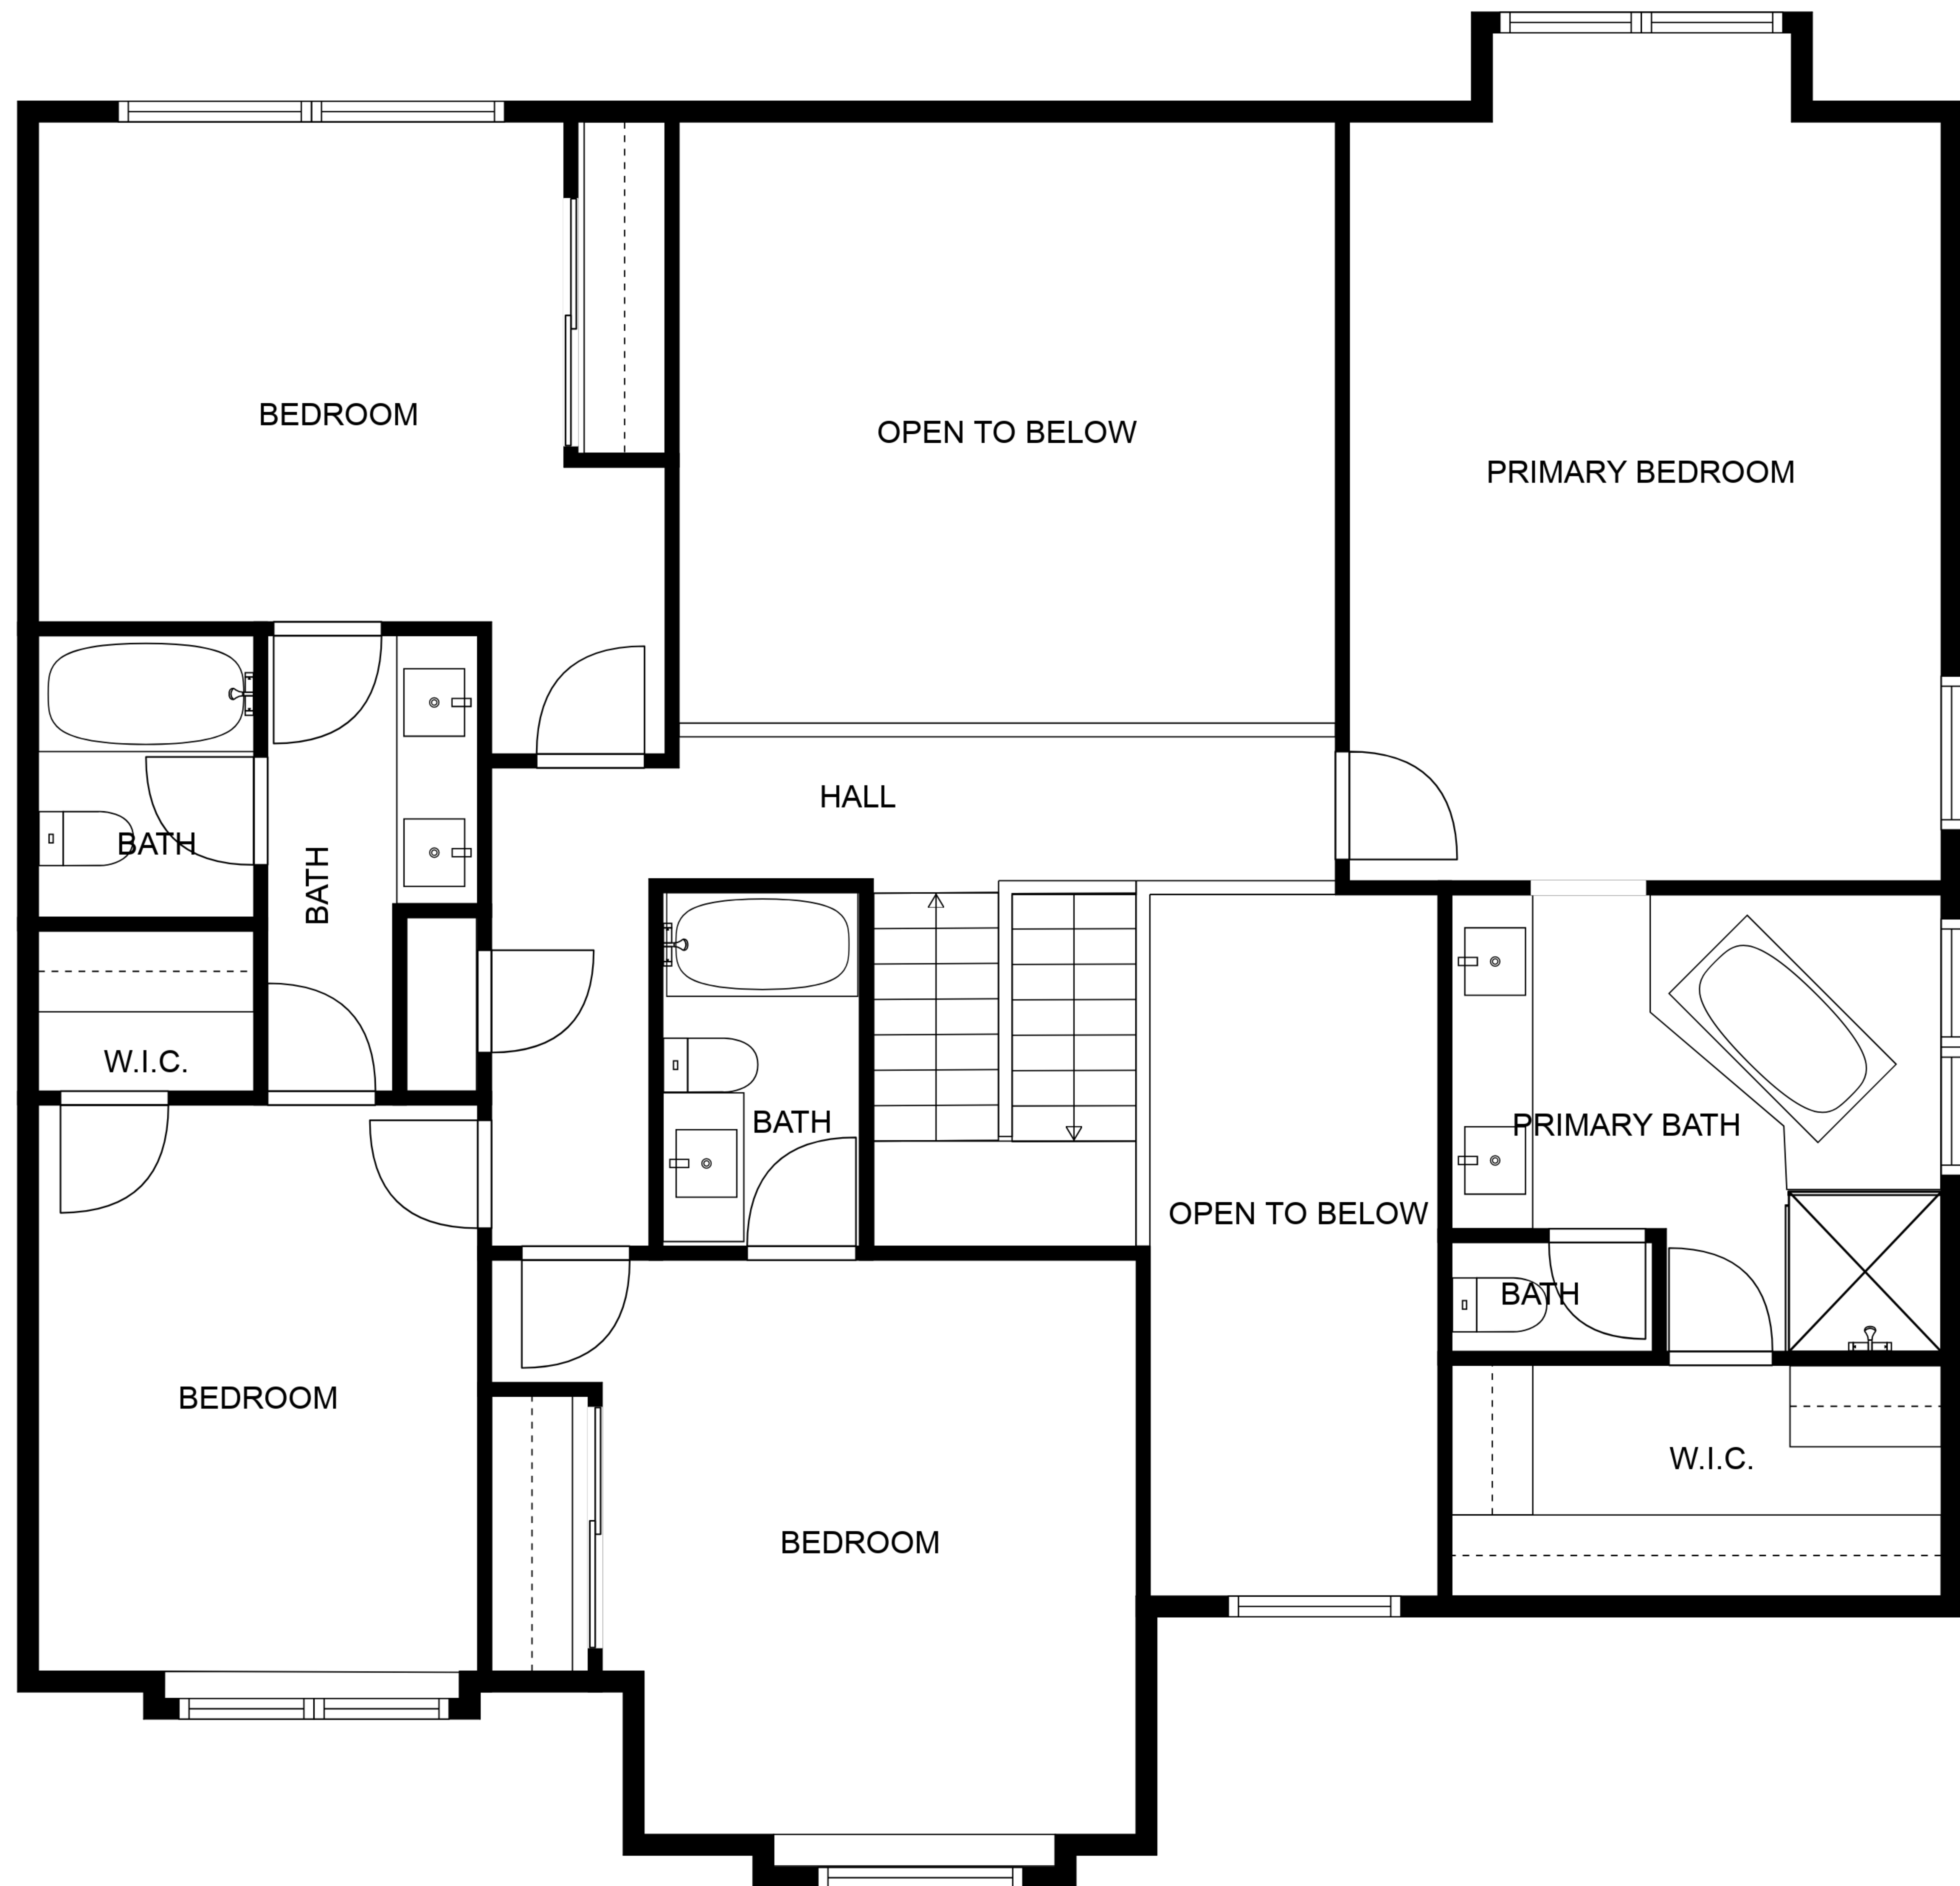 BEDROOM
OPEN TO BELOW
PRIMARY BEDROOM
HALL
BATH
BATH
W.I.C.
BATH
PRIMARY BATH
OPEN TO BELOW
BATH
BEDROOM
W.I.C.
BEDROOM